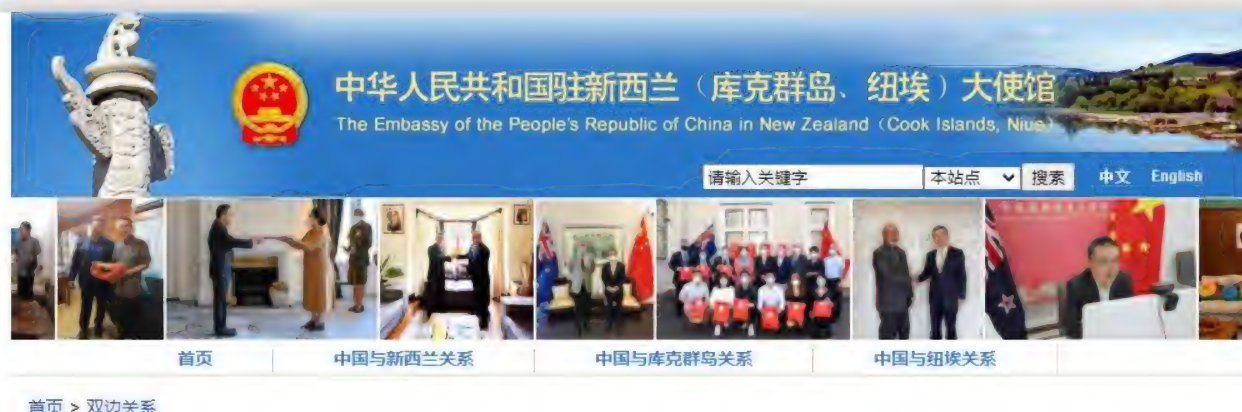 中华人民共和国驻新西兰（库克群岛、纽埃）大使馆
The Embassy of the People's Republic of China in New Zealand (Cook Islands, Niue)
请输入关键字 本站点 搜索 中文 English
首页 中国与新西兰关系 中国与库克群岛关系 中国与纽埃关系
首页 > 双边关系